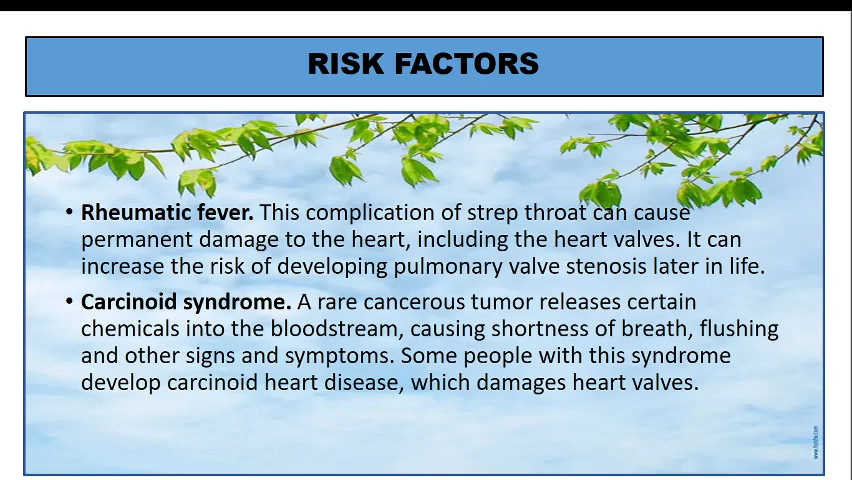 RISK FACTORS
• Rheumatic fever. This complication of strep throat can cause
permanent damage to the heart, including the heart valves. It can
increase the risk of developing pulmonary valve stenosis later in life.
• Carcinoid syndrome. A rare cancerous tumor releases certain
chemicals into the bloodstream, causing shortness of breath, flushing
and other signs and symptoms. Some people with this syndrome
develop carcinoid heart disease, which damages heart valves.